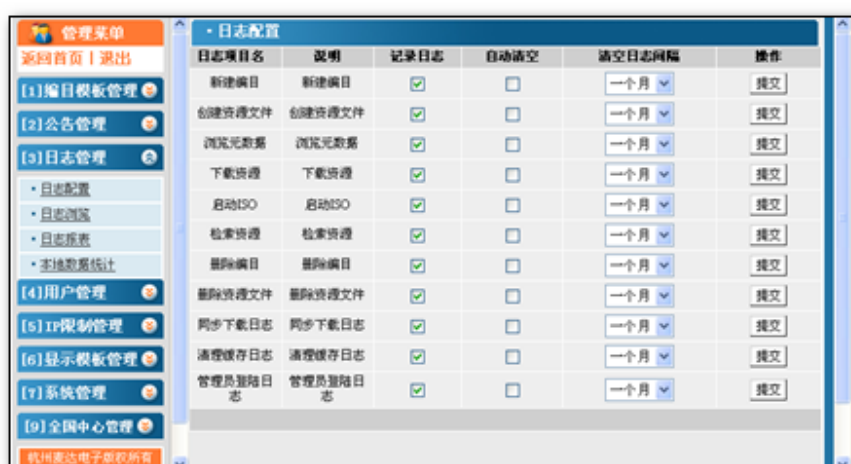 管理菜单
返回首页 | 退出
[1]编目模板管理
[2]公告管理
[3]日志管理
・日志配置
・日志浏览
・日志报表
・本地数据统计
[4]用户管理
[5]IP限制管理
[6]显示模板管理
[7]系统管理
[9]全国中心管理
杭州麦达电子版权所有
・日志配置
日志项目名 说明 记录日志 自动清空 清空日志间隔 操作
新建编目 新建编目 一个月 提交
创建资源文件 创建资源文件 一个月 提交
浏览元数据 浏览元数据 一个月 提交
下载资源 下载资源 一个月 提交
启动ISO 启动ISO 一个月 提交
检索资源 检索资源 一个月 提交
删除编目 删除编目 一个月 提交
删除资源文件 删除资源文件 一个月 提交
同步下载日志 同步下载日志 一个月 提交
清理缓存日志 清理缓存日志 一个月 提交
管理员登陆日 管理员登陆日 一个月 提交
志 志